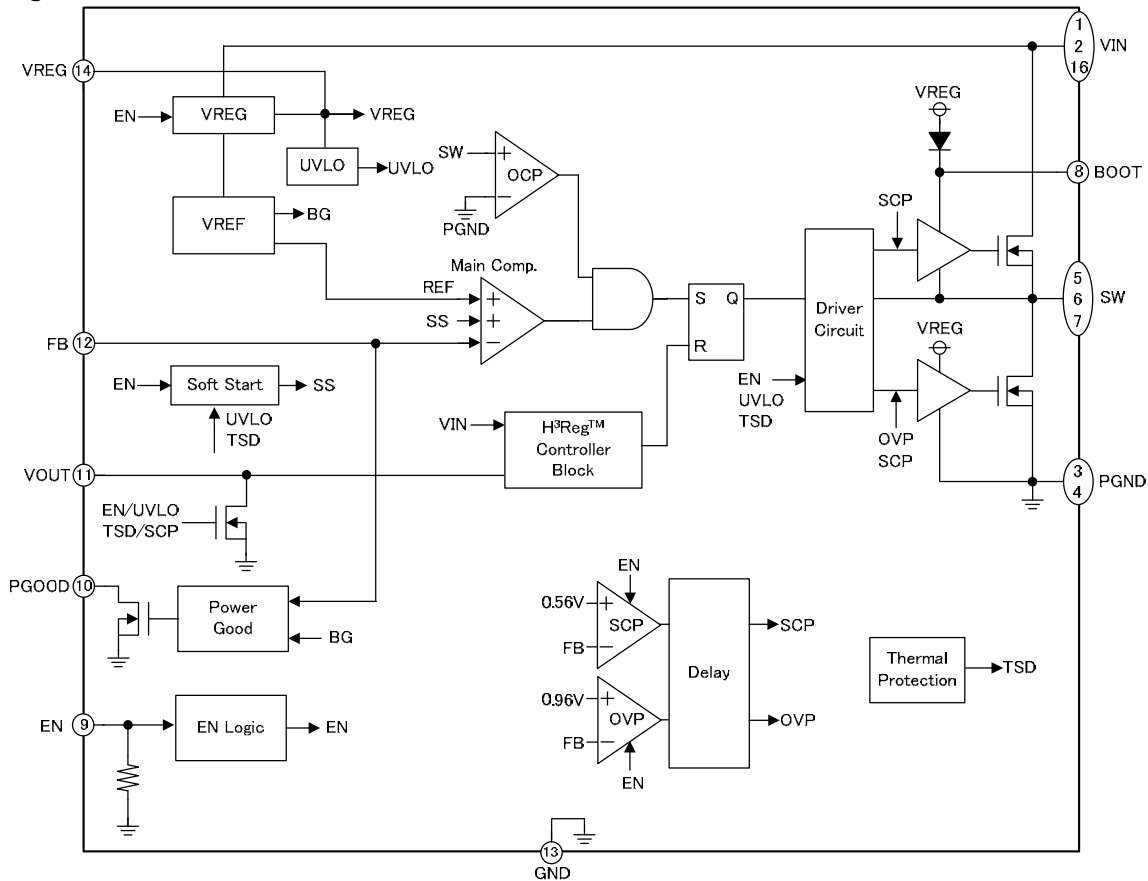 1
2
16
VIN
VREG
14
EN
VREG
VREG
UVLO
UVLO
VREF
BG
SW
+
OCP
−
PGND
VREG
8
BOOT
SCP
Main Comp.
REF
+
SS
+
−
S
Q
R
Driver
Circuit
5
6
7
SW
FB
12
EN
Soft Start
SS
UVLO
TSD
VREG
EN
UVLO
TSD
OVP
SCP
VIN
H³Reg™
Controller
Block
VOUT
11
3
4
PGND
EN/UVLO
TSD/SCP
PGOOD
10
Power
Good
BG
EN
0.56V
+
SCP
FB
−
Delay
SCP
0.96V
+
OVP
FB
−
OVP
EN
Thermal
Protection
TSD
EN
9
EN Logic
EN
13
GND